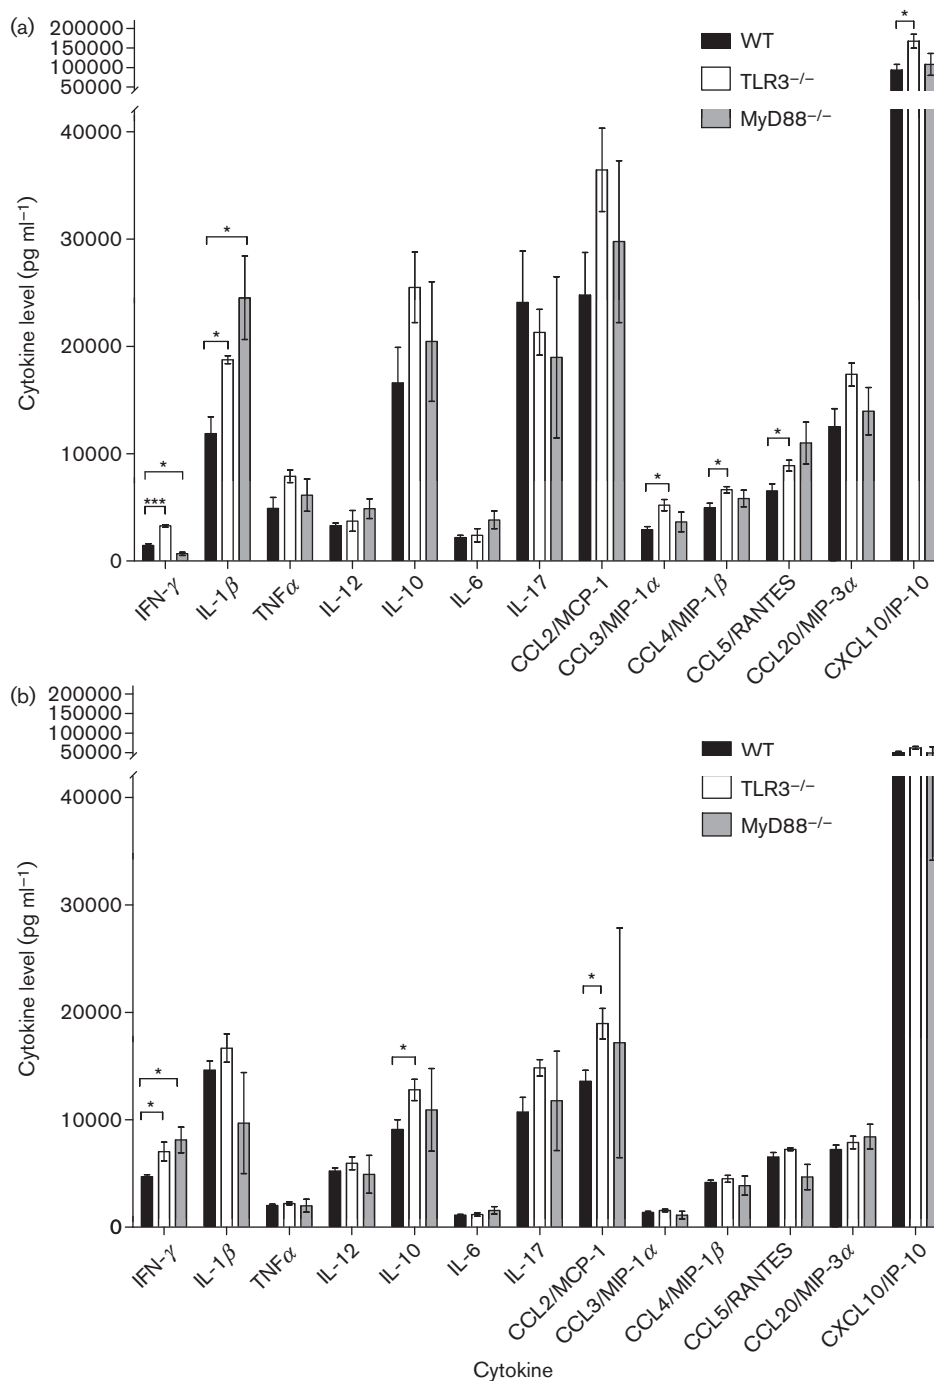 (a)
200000
150000
100000
50000
40000
30000
20000
10000
0
Cytokine level (pg ml⁻¹)
WT
TLR3⁻/⁻
MyD88⁻/⁻
*
*
*
*
***
*
*
*
IFN-γ
IL-1β
TNFα
IL-12
IL-10
IL-6
IL-17
CCL2/MCP-1
CCL3/MIP-1α
CCL4/MIP-1β
CCL5/RANTES
CCL20/MIP-3α
CXCL10/IP-10
(b)
200000
150000
100000
50000
40000
30000
20000
10000
0
Cytokine level (pg ml⁻¹)
WT
TLR3⁻/⁻
MyD88⁻/⁻
*
*
*
*
IFN-γ
IL-1β
TNFα
IL-12
IL-10
IL-6
IL-17
CCL2/MCP-1
CCL3/MIP-1α
CCL4/MIP-1β
CCL5/RANTES
CCL20/MIP-3α
CXCL10/IP-10
Cytokine